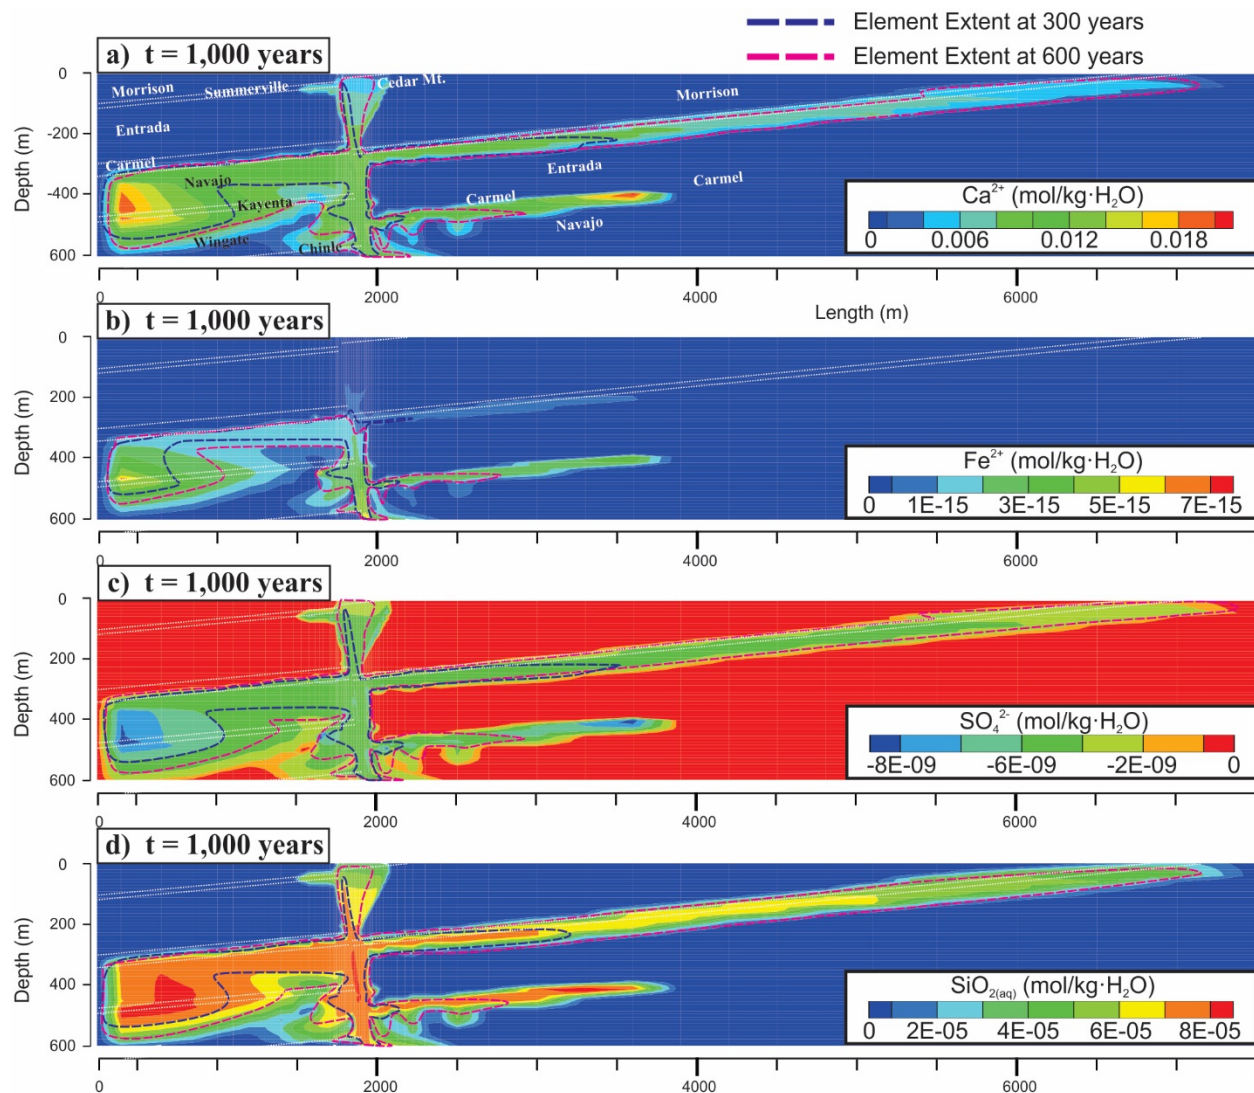 Element Extent at 300 years
Element Extent at 600 years
a) t = 1,000 years
Depth (m)
0
200
400
600
Morrison
Summerville
Cedar Mt.
Morrison
Entrada
Carmel
Entrada
Carmel
Navajo
Kayenta
Carmel
Wingate
Chinle
Navajo
Ca²⁺ (mol/kg·H₂O)
0 0.006 0.012 0.018
0 2000 4000 6000
Length (m)
b) t = 1,000 years
Depth (m)
0
200
400
600
Fe²⁺ (mol/kg·H₂O)
0 1E-15 3E-15 5E-15 7E-15
0 2000 4000 6000
c) t = 1,000 years
Depth (m)
0
200
400
600
SO₄²⁻ (mol/kg·H₂O)
-8E-09 -6E-09 -2E-09 0
0 2000 4000 6000
d) t = 1,000 years
Depth (m)
0
200
400
600
SiO₂₍aq₎ (mol/kg·H₂O)
0 2E-05 4E-05 6E-05 8E-05
0 2000 4000 6000